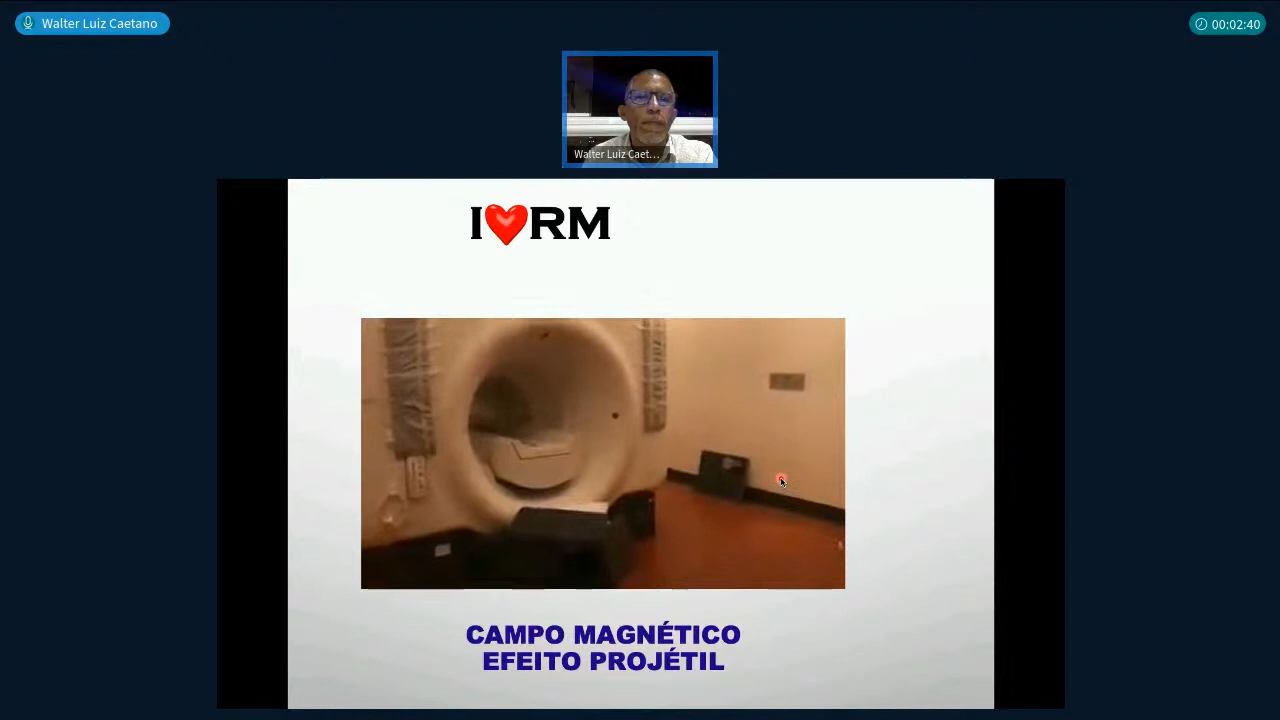 Walter Luiz Caetano
00:02:40
Walter Luiz Caet...
I❤RM
CAMPO MAGNÉTICO
EFEITO PROJÉTIL